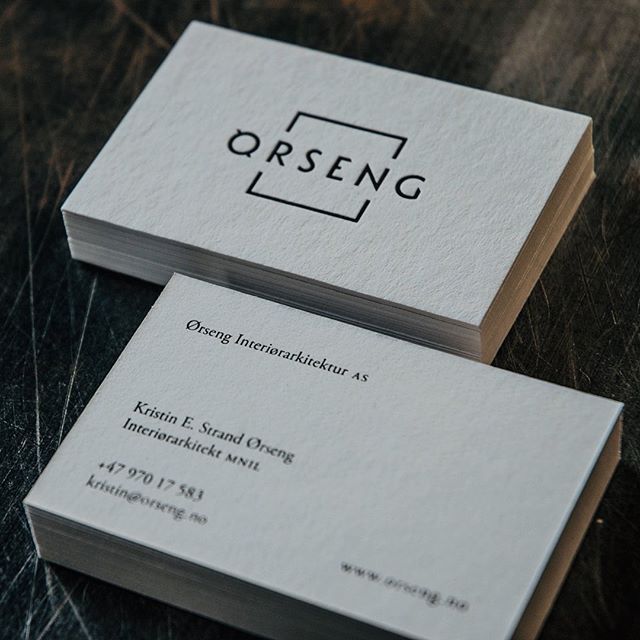 ØRSENG
Ørseng Interiørarkitektur AS
Kristin E. Strand Ørseng
Interiørarkitekt MNIL
+47 970 17 583
kristin@orseng.no
www.orseng.no